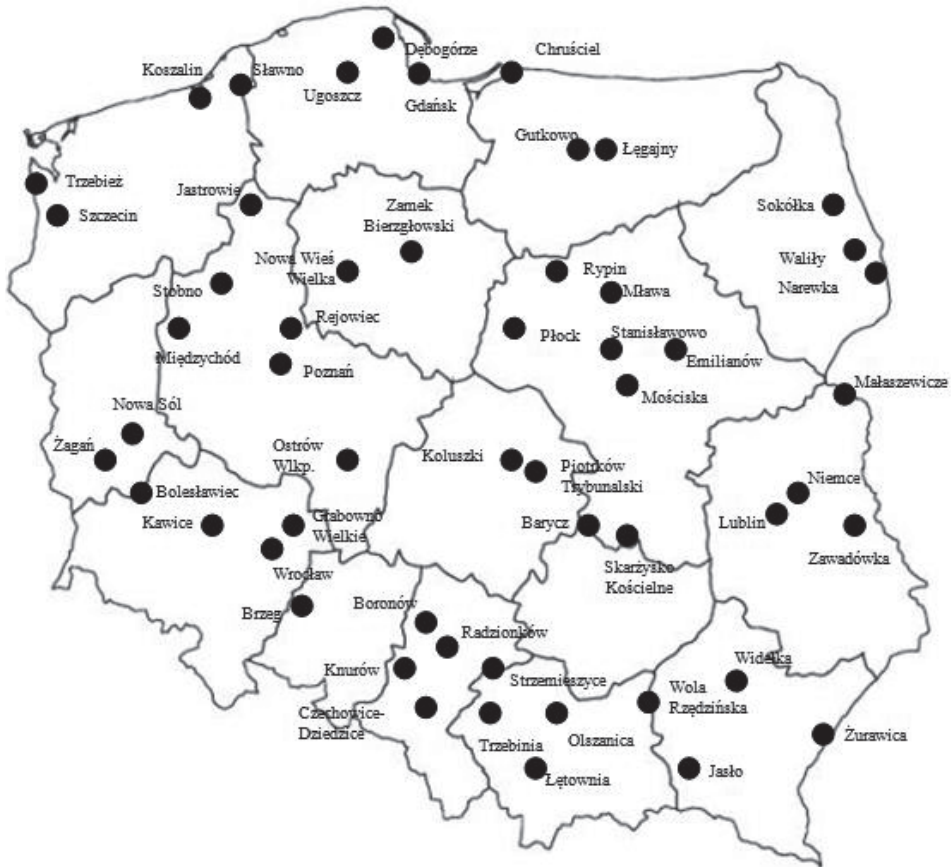 Dębogórze
Chruściel
Koszalin
Sławno
Ugoszcz
Gdańsk
Gutkowo
Łęgajny
Trzebież
Jastrowie
Szczecin
Zamek
Bierzgłowski
Sokółka
Nowa Wieś
Wielka
Stobno
Rypin
Mława
Waliły
Narewka
Rejowiec
Płock
Stanisławowo
Emilianów
Międzychód
Poznań
Mościska
Małaszewicze
Nowa Sól
Żagań
Ostrów
Wlkp.
Koluszki
Piotrków
Trybunalski
Niemce
Bolesławiec
Kawice
Grabowno
Wielkie
Barycz
Lublin
Zawadówka
Wrocław
Skarżysko
Kościelne
Brzeg
Boronów
Radzionków
Knurów
Strzemieszyce
Widełka
Wola
Rzędzińska
Czechowice-
Dziedzice
Trzebinia
Olszanica
Żurawica
Łętownia
Jasło